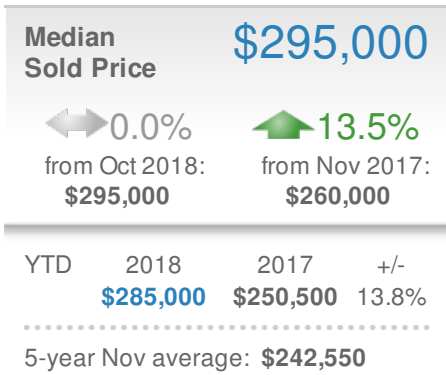 Median $295,000
Sold Price
0.0% 13.5%
from Oct 2018: from Nov 2017:
$295,000 $260,000
YTD 2018 2017 +/-
$285,000 $250,500 13.8%
5-year Nov average: $242,550